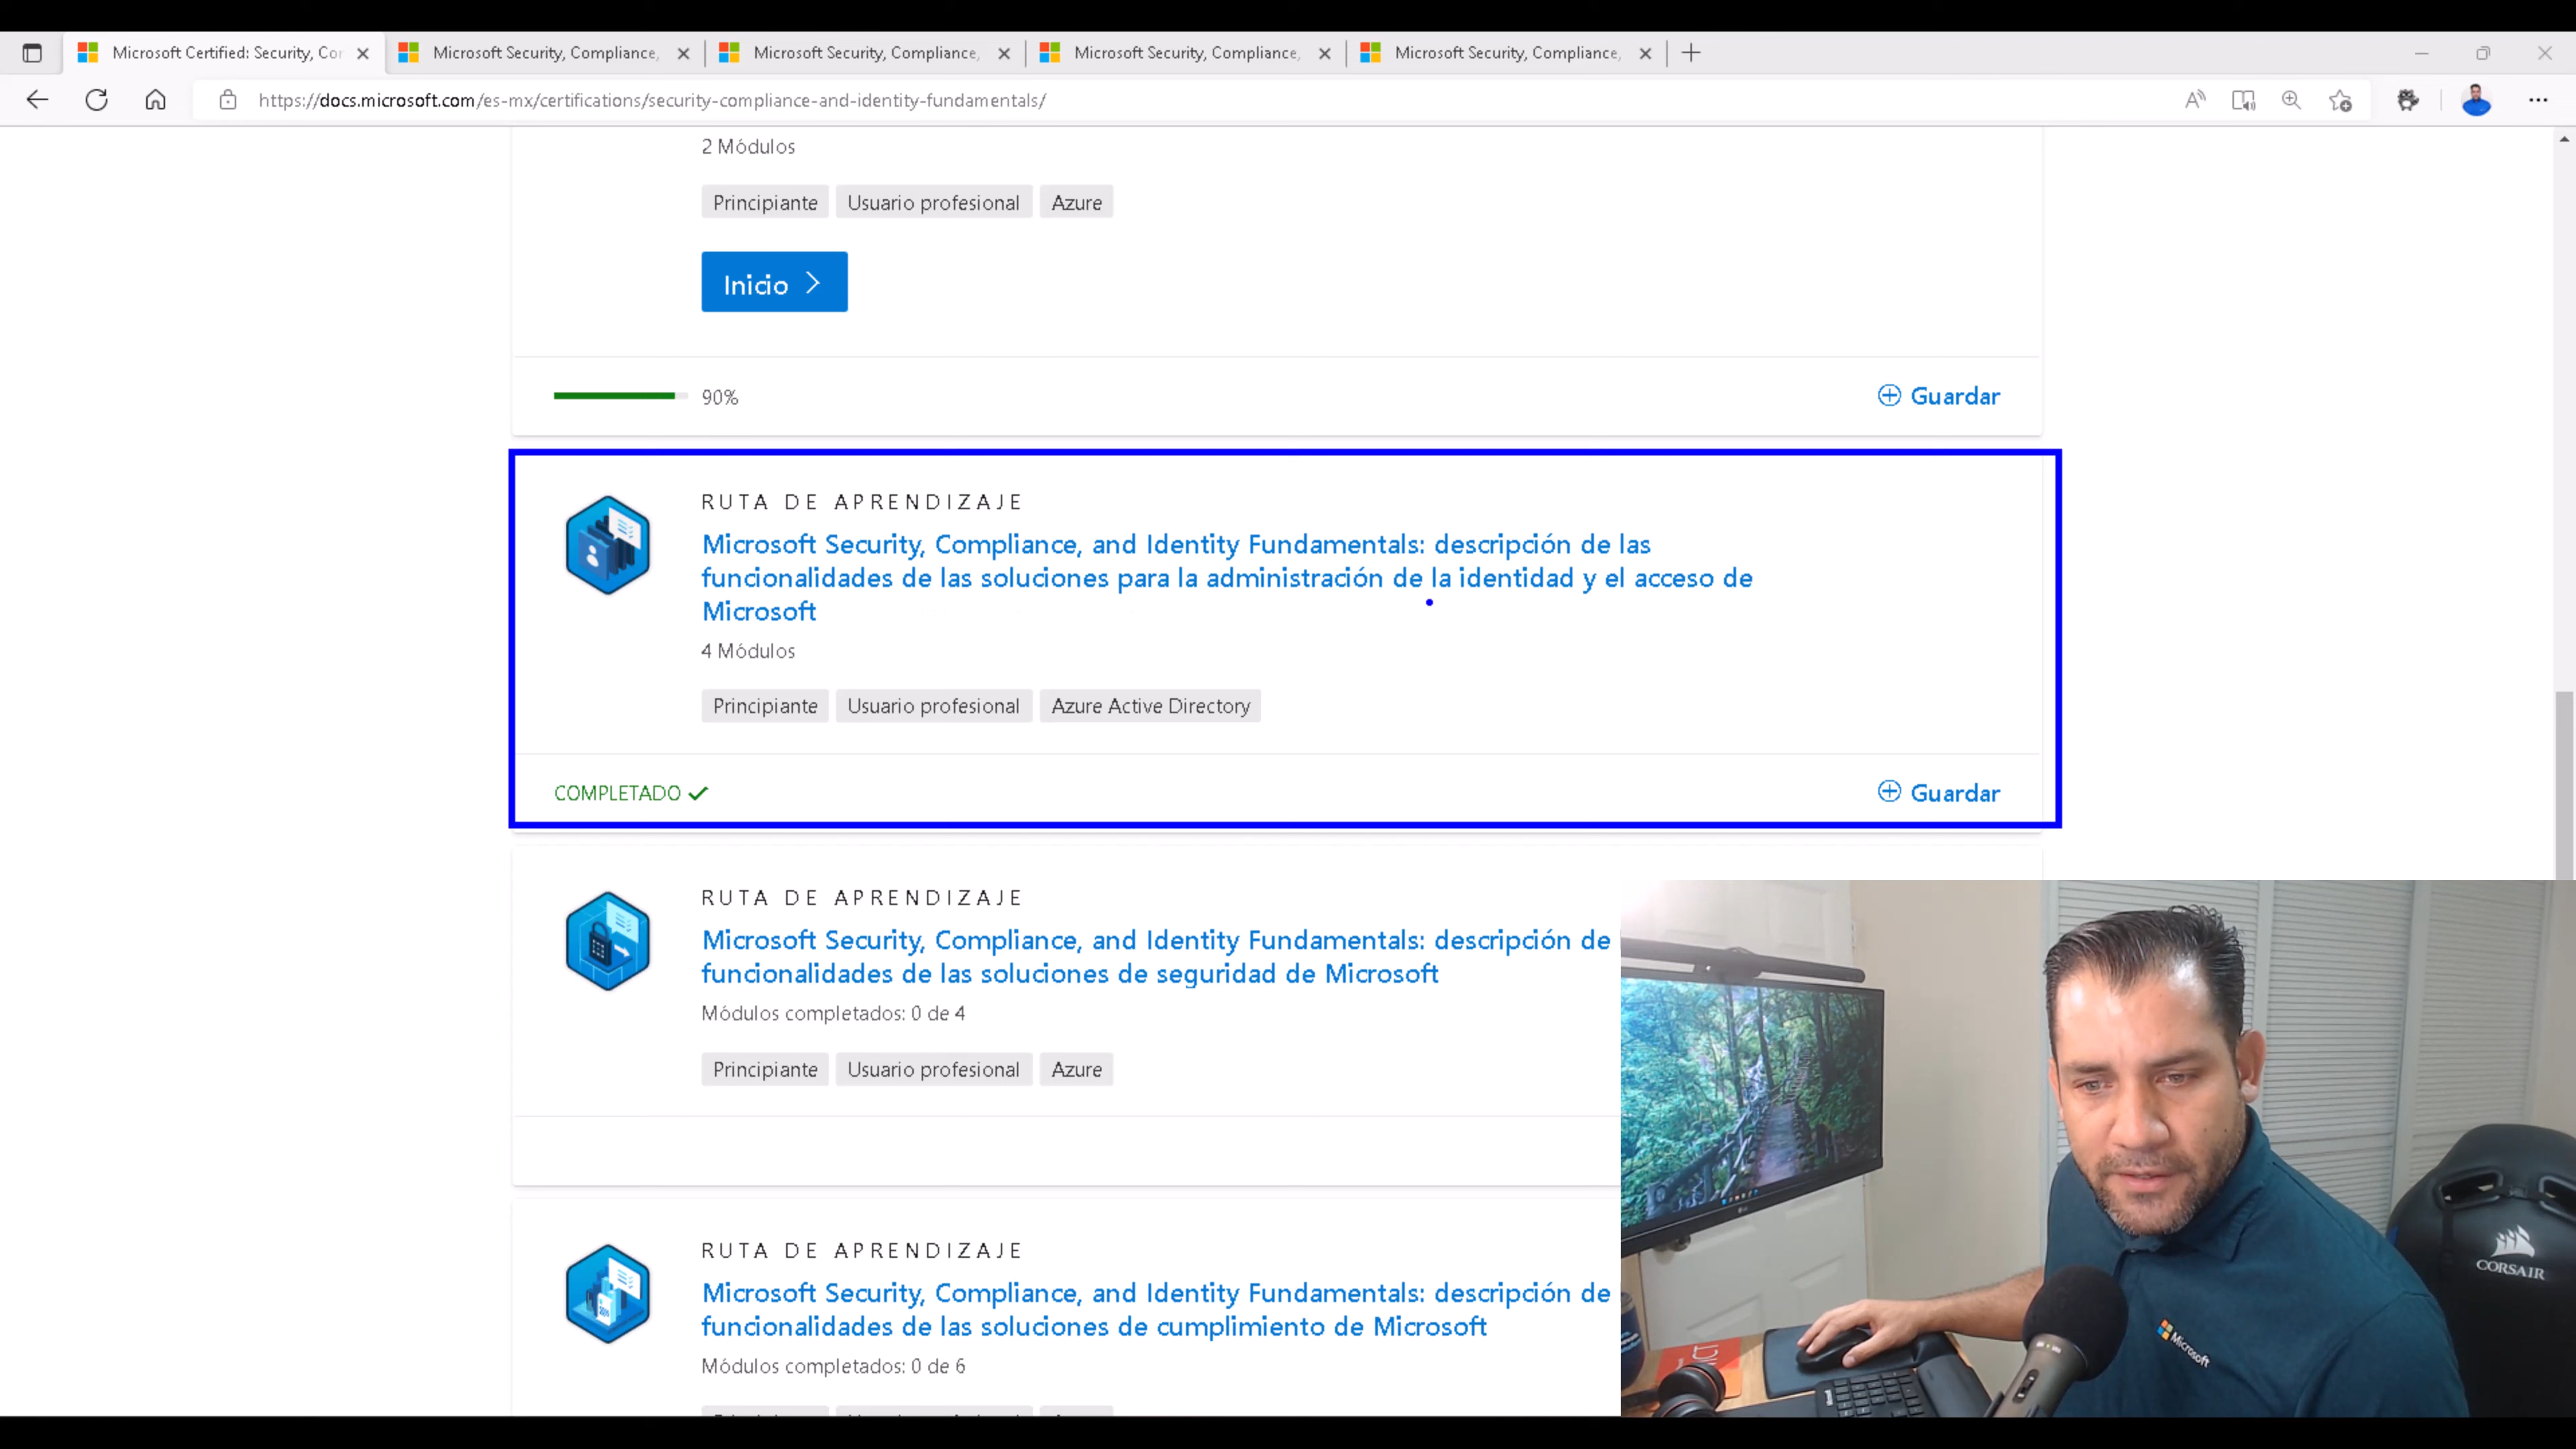 Microsoft Certified: Security, Cor
Microsoft Security, Compliance,
Microsoft Security, Compliance,
Microsoft Security, Compliance,
Microsoft Security, Compliance,
https://docs.microsoft.com/es-mx/certifications/security-compliance-and-identity-fundamentals/
2 Módulos
Principiante
Usuario profesional
Azure
Inicio
90%
Guardar
RUTA DE APRENDIZAJE
Microsoft Security, Compliance, and Identity Fundamentals: descripción de las
funcionalidades de las soluciones para la administración de la identidad y el acceso de
Microsoft
4 Módulos
Principiante
Usuario profesional
Azure Active Directory
COMPLETADO
Guardar
RUTA DE APRENDIZAJE
Microsoft Security, Compliance, and Identity Fundamentals: descripción de
funcionalidades de las soluciones de seguridad de Microsoft
Módulos completados: 0 de 4
Principiante
Usuario profesional
Azure
RUTA DE APRENDIZAJE
Microsoft Security, Compliance, and Identity Fundamentals: descripción de
funcionalidades de las soluciones de cumplimiento de Microsoft
Módulos completados: 0 de 6
CORSAIR
Microsoft